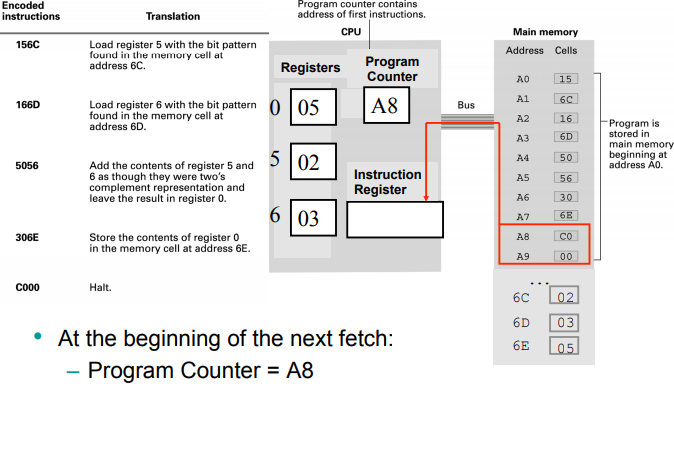 Encoded
instructions
Translation
156C
Load register 5 with the bit pattern
found in the memory cell at
address 6C.
166D
Load register 6 with the bit pattern
found in the memory cell at
address 6D.
5056
Add the contents of register 5 and
6 as though they were two's
complement representation and
leave the result in register 0.
306E
Store the contents of register 0
in the memory cell at address 6E.
C000
Halt.
Program counter contains
address of first instructions.
CPU
Registers
Program
Counter
0 05
A8
5 02
Instruction
Register
6 03
Bus
Main memory
Address Cells
A0 15
A1 6C
A2 16
A3 6D
A4 50
A5 56
A6 30
A7 6E
A8 C0
A9 00
...
6C 02
6D 03
6E 05
Program is
stored in
main memory
beginning at
address A0.
• At the beginning of the next fetch:
– Program Counter = A8